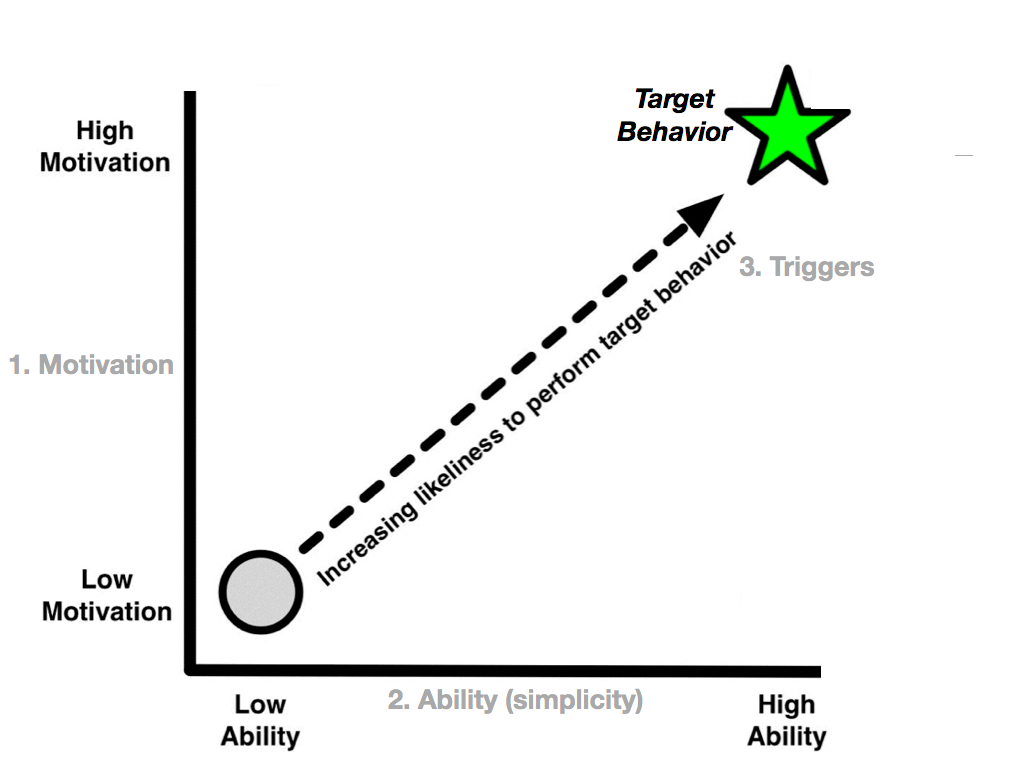 Target
Behavior
High
Motivation
3. Triggers
Increasing likeliness to perform target behavior
1. Motivation
Low
Motivation
2. Ability (simplicity)
Low
Ability
High
Ability